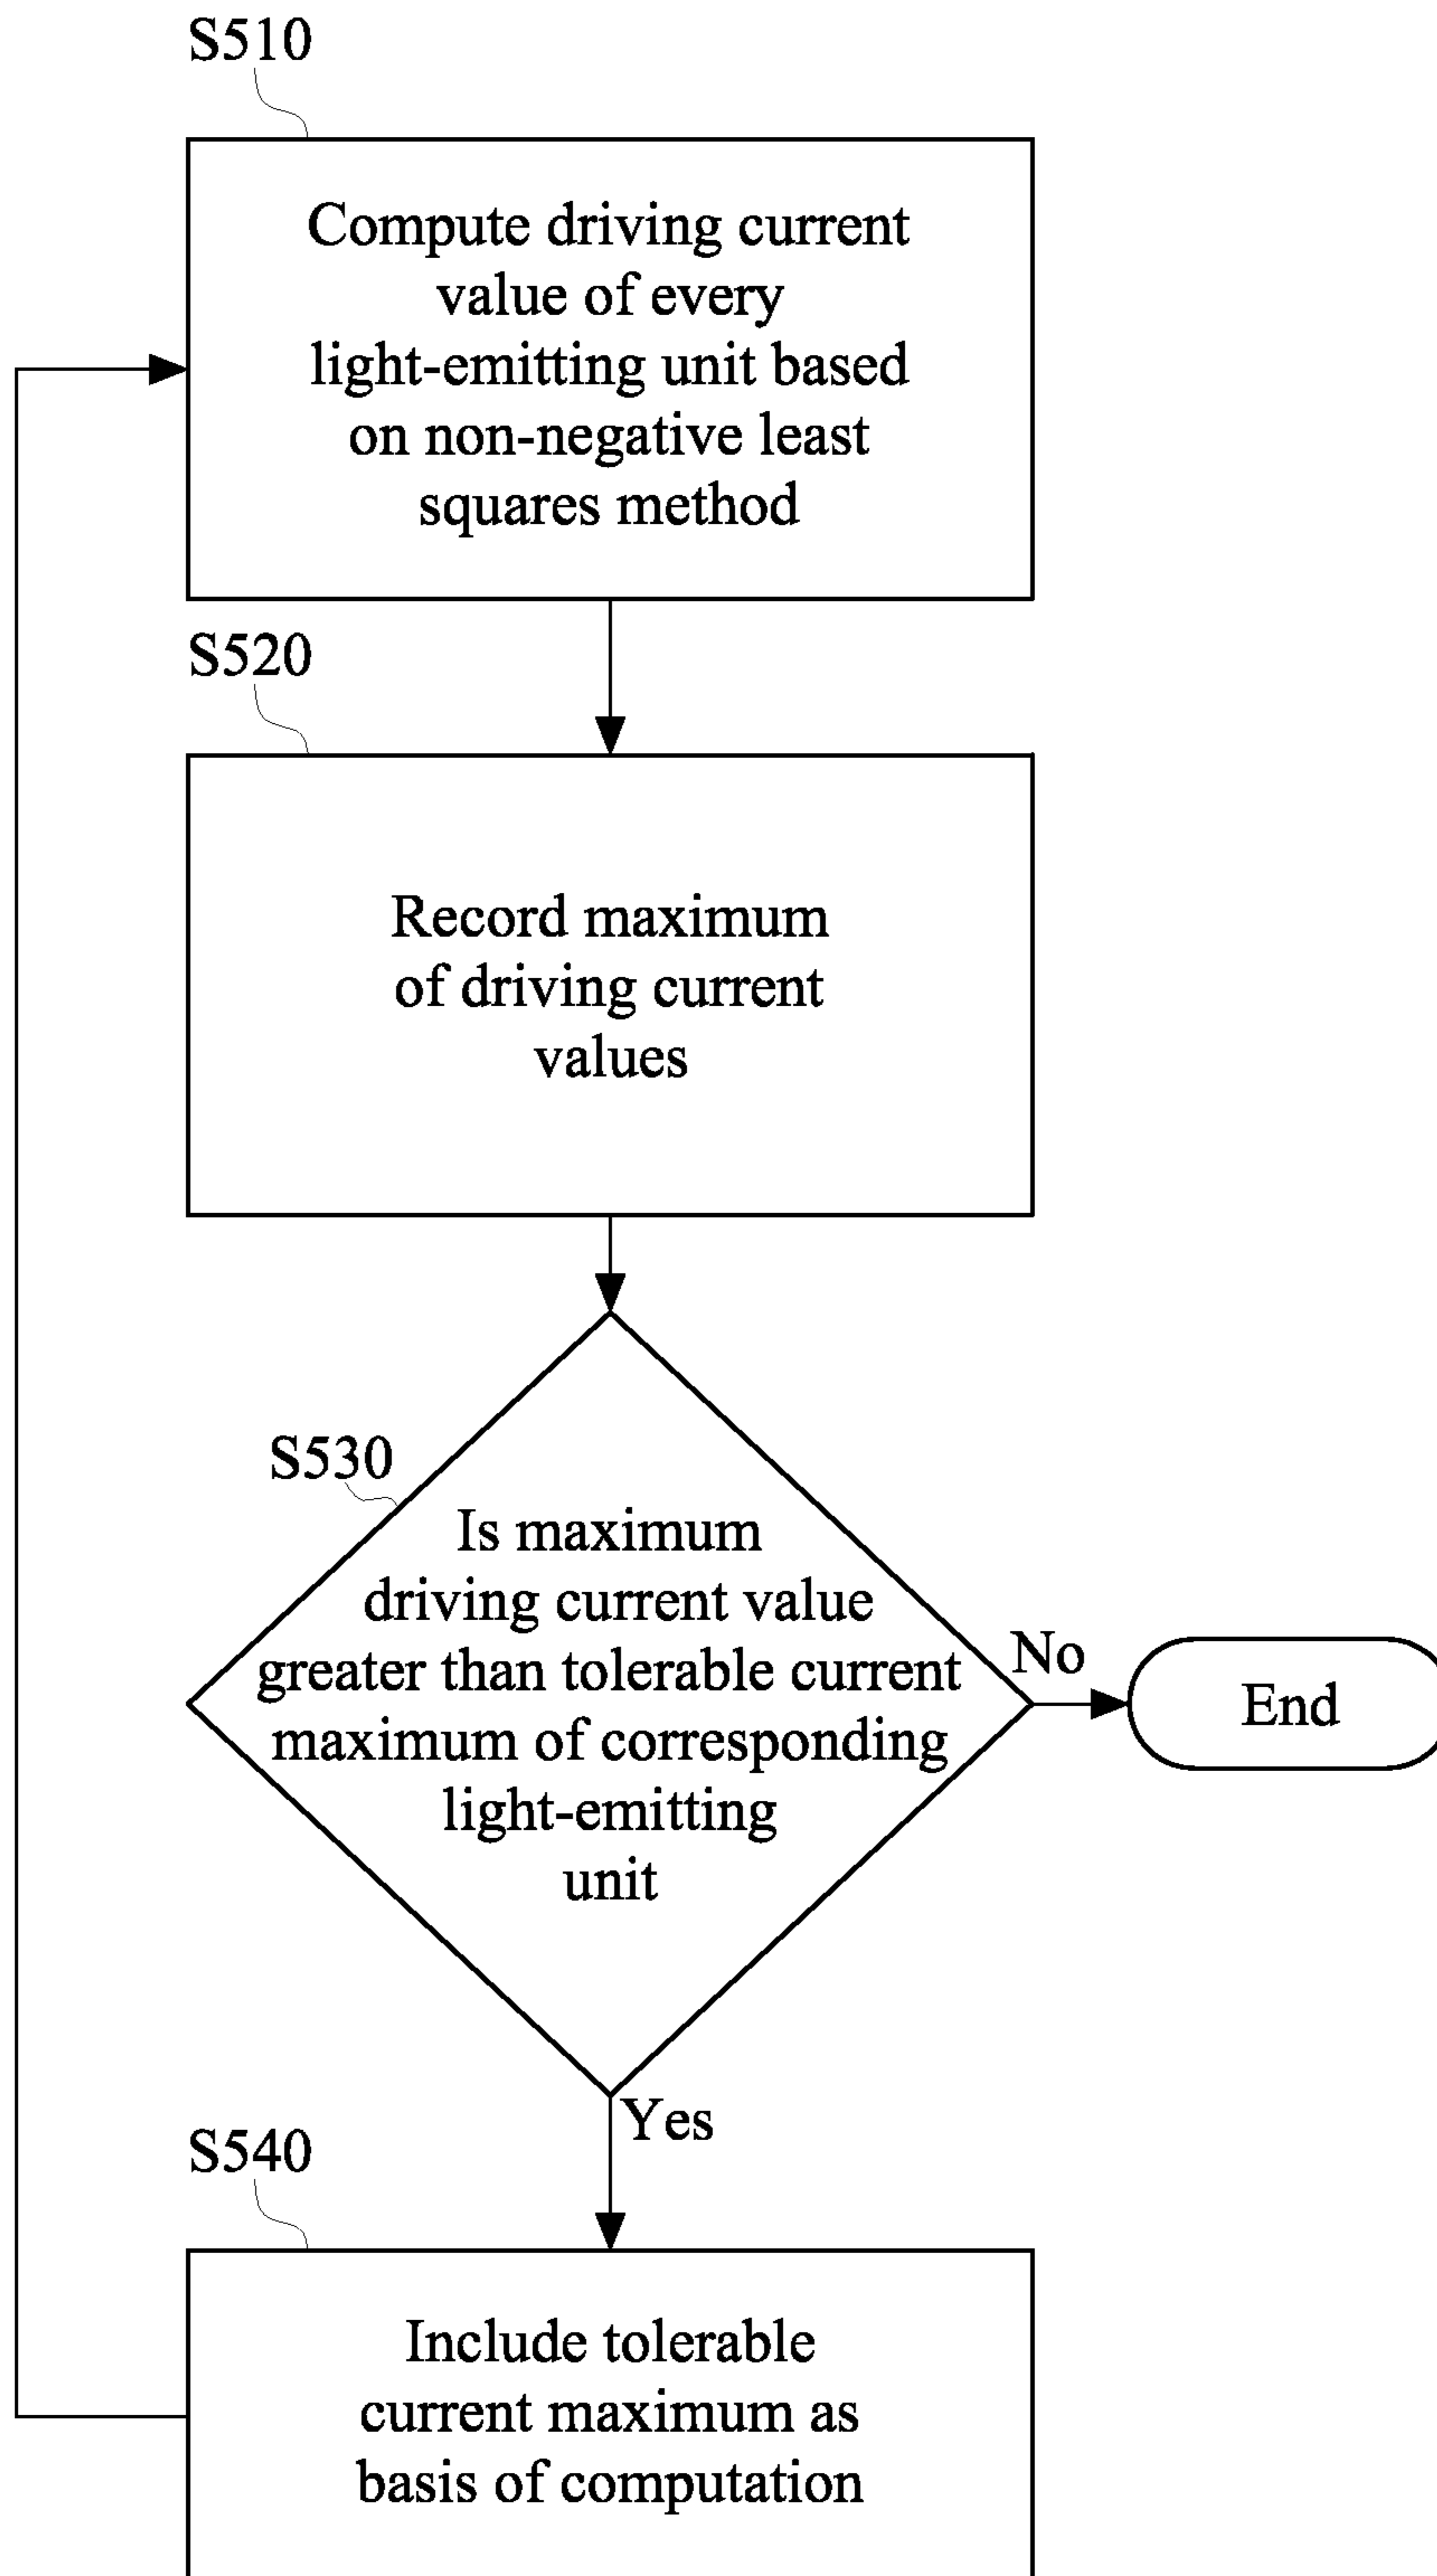 S510
Compute driving current
value of every
light-emitting unit based
on non-negative least
squares method
S520
Record maximum
of driving current
values
S530
Is maximum
driving current value
greater than tolerable current
maximum of corresponding
light-emitting
unit
No
End
Yes
S540
Include tolerable
current maximum as
basis of computation